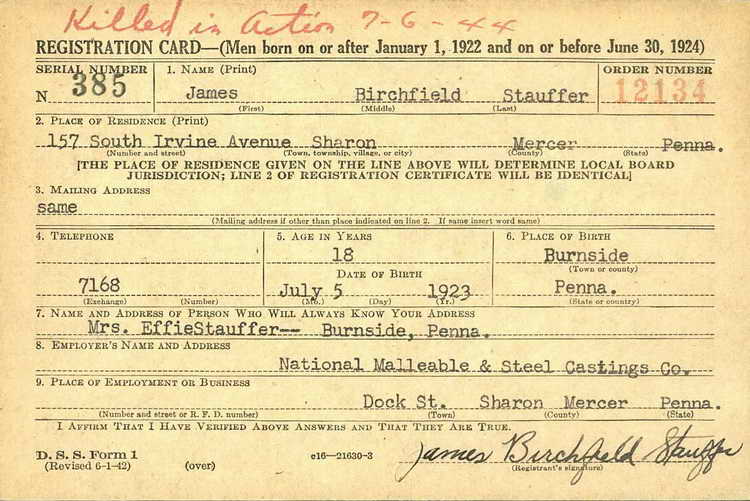 Killed in Action 7-6-44
REGISTRATION CARD—(Men born on or after January 1, 1922 and on or before June 30, 1924)
SERIAL NUMBER 1. NAME (Print) ORDER NUMBER
N 385 James Birchfield Stauffer 12134
(First) (Middle) (Last)
2. PLACE OF RESIDENCE (Print)
157 South Irvine Avenue Sharon Mercer Penna.
(Number and street) (Town, township, village, or city) (County) (State)
[THE PLACE OF RESIDENCE GIVEN ON THE LINE ABOVE WILL DETERMINE LOCAL BOARD
JURISDICTION; LINE 2 OF REGISTRATION CERTIFICATE WILL BE IDENTICAL]
3. MAILING ADDRESS
same
(Mailing address if other than place indicated on line 2. If same insert word same)
4. TELEPHONE 5. AGE IN YEARS 6. PLACE OF BIRTH
18 Burnside
(Town or county)
DATE OF BIRTH
7168 July 5 1923 Penna.
(Exchange) (Number) (Mo.) (Day) (Yr.) (State or country)
7. NAME AND ADDRESS OF PERSON WHO WILL ALWAYS KNOW YOUR ADDRESS
Mrs. EffieStauffer-- Burnside, Penna.
8. EMPLOYER'S NAME AND ADDRESS
National Malleable & Steel Castings Co.
9. PLACE OF EMPLOYMENT OR BUSINESS
Dock St. Sharon Mercer Penna.
(Number and street or R. F. D. number) (Town) (County) (State)
I AFFIRM THAT I HAVE VERIFIED ABOVE ANSWERS AND THAT THEY ARE TRUE.
D. S. S. Form 1
(Revised 6-1-42) (over) c16—21630-3 James Birchfield Stauffer
(Registrant's signature)